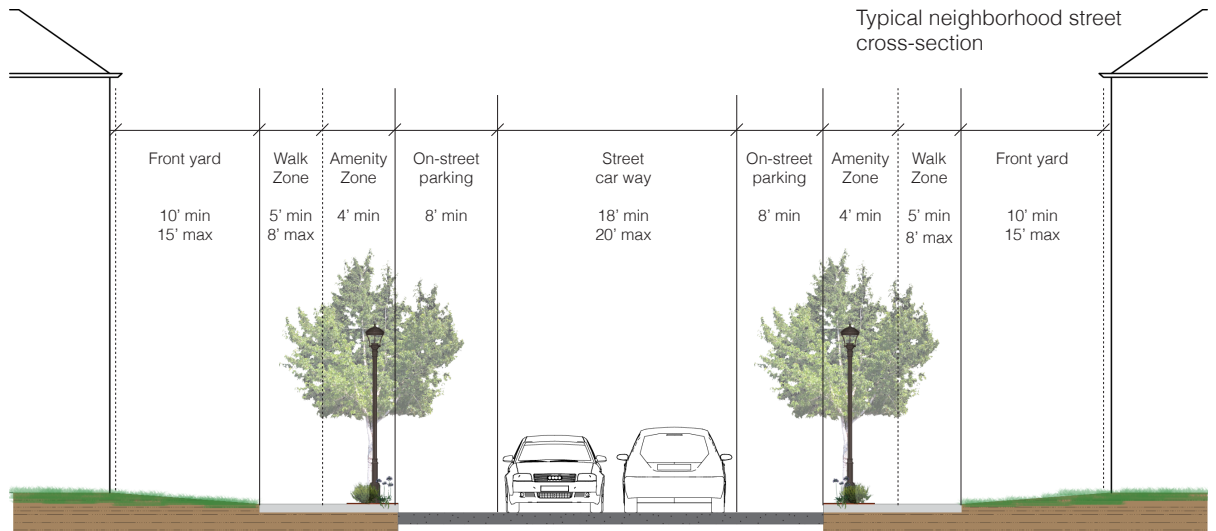 Typical neighborhood street
cross-section
Front yard
10’ min
15’ max
Walk
Zone
5’ min
8’ max
Amenity
Zone
4’ min
On-street
parking
8’ min
Street
car way
18’ min
20’ max
On-street
parking
8’ min
Amenity
Zone
4’ min
Walk
Zone
5’ min
8’ max
Front yard
10’ min
15’ max